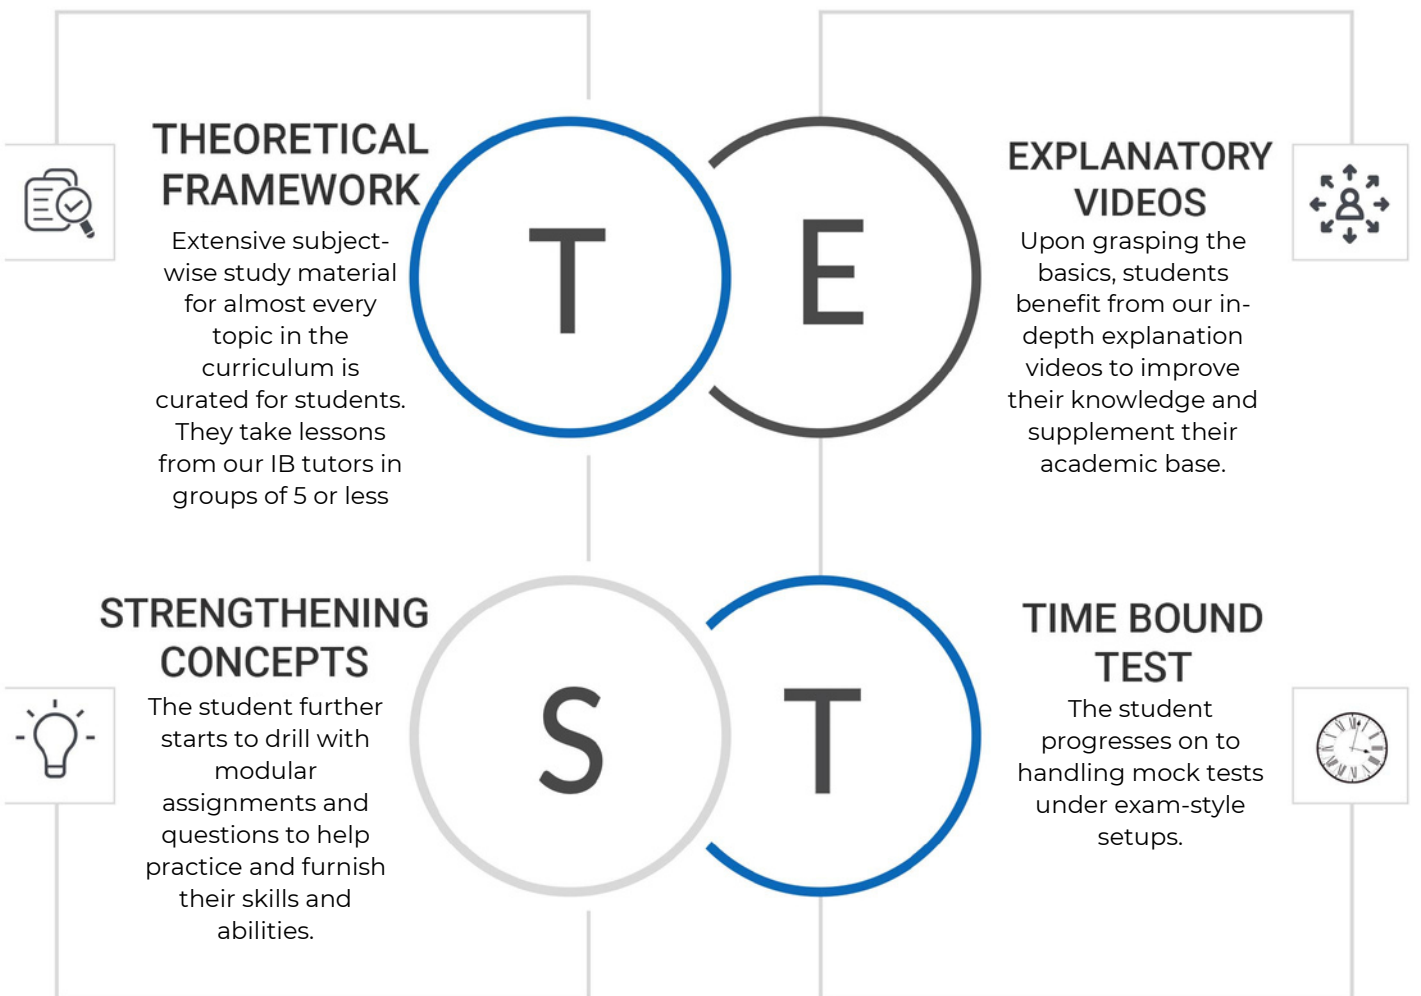 THEORETICAL
FRAMEWORK
Extensive subject-
wise study material
for almost every
topic in the
curriculum is
curated for students.
They take lessons
from our IB tutors in
groups of 5 or less
T
E
EXPLANATORY
VIDEOS
Upon grasping the
basics, students
benefit from our in-
depth explanation
videos to improve
their knowledge and
supplement their
academic base.
STRENGTHENING
CONCEPTS
The student further
starts to drill with
modular
assignments and
questions to help
practice and furnish
their skills and
abilities.
S
T
TIME BOUND
TEST
The student
progresses on to
handling mock tests
under exam-style
setups.